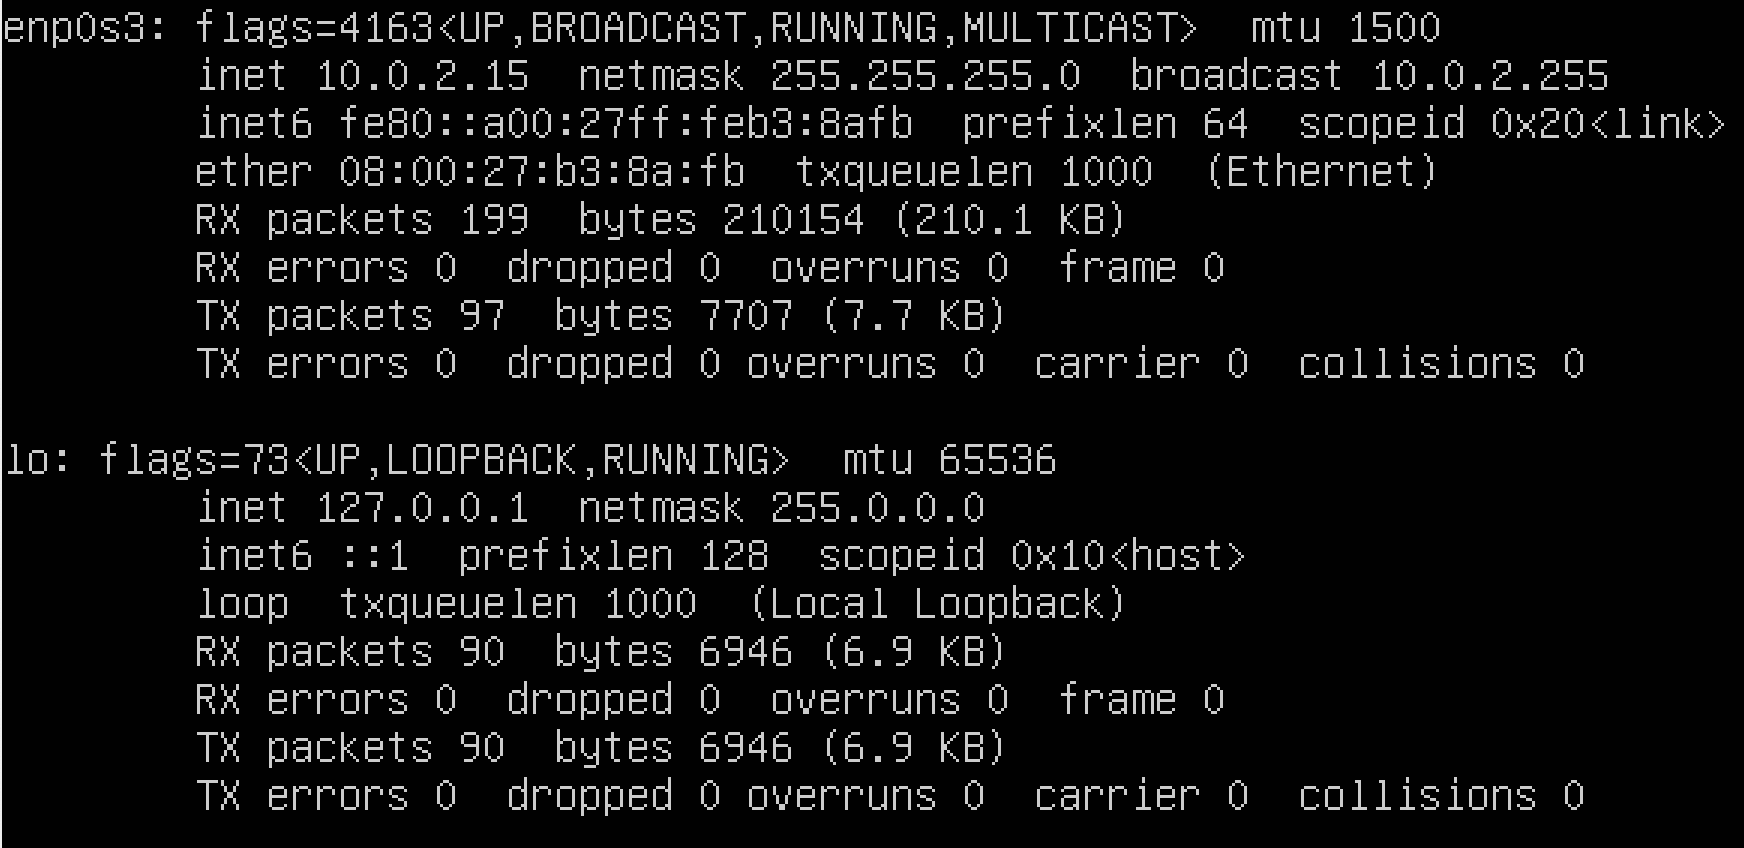 enp0s3: flags=4163<UP,BROADCAST,RUNNING,MULTICAST>  mtu 1500
        inet 10.0.2.15  netmask 255.255.255.0  broadcast 10.0.2.255
        inet6 fe80::a00:27ff:feb3:8afb  prefixlen 64  scopeid 0x20<link>
        ether 08:00:27:b3:8a:fb  txqueuelen 1000  (Ethernet)
        RX packets 199  bytes 210154 (210.1 KB)
        RX errors 0  dropped 0  overruns 0  frame 0
        TX packets 97  bytes 7707 (7.7 KB)
        TX errors 0  dropped 0 overruns 0  carrier 0  collisions 0

lo: flags=73<UP,LOOPBACK,RUNNING>  mtu 65536
        inet 127.0.0.1  netmask 255.0.0.0
        inet6 ::1  prefixlen 128  scopeid 0x10<host>
        loop  txqueuelen 1000  (Local Loopback)
        RX packets 90  bytes 6946 (6.9 KB)
        RX errors 0  dropped 0  overruns 0  frame 0
        TX packets 90  bytes 6946 (6.9 KB)
        TX errors 0  dropped 0 overruns 0  carrier 0  collisions 0